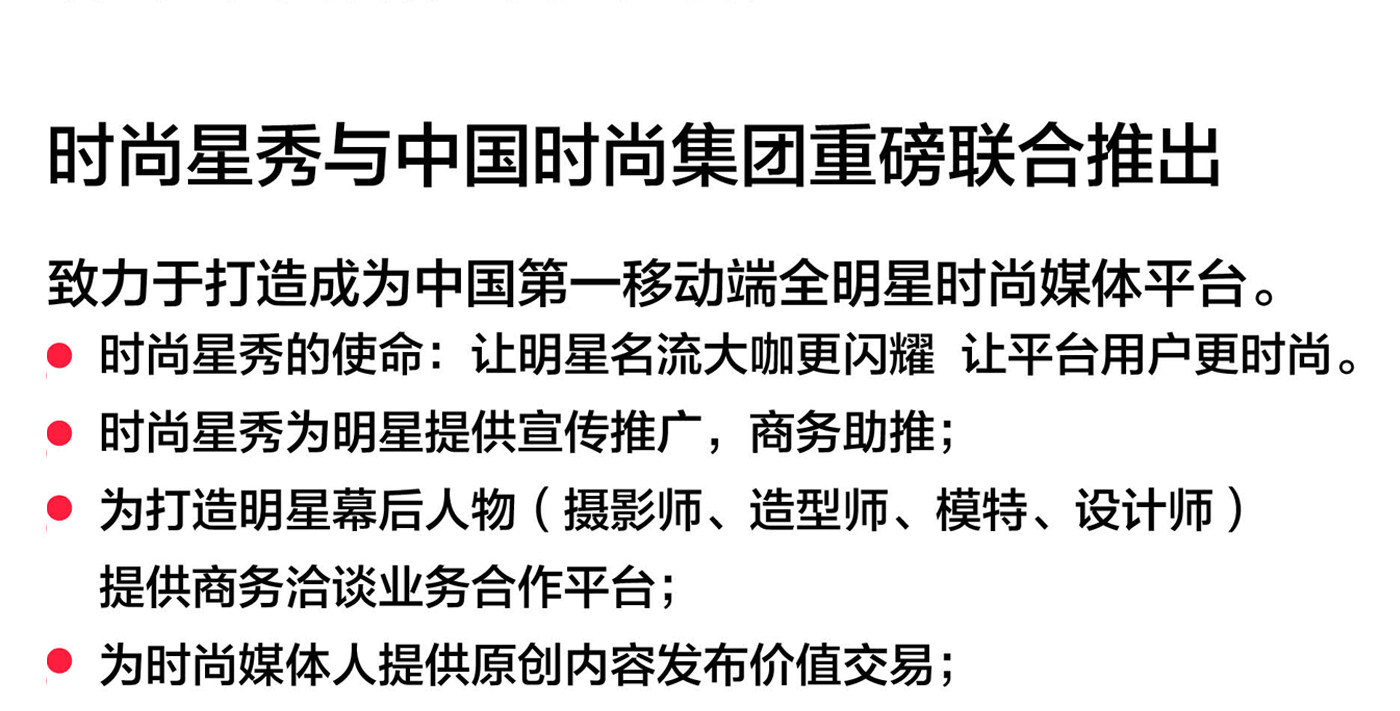 时尚星秀与中国时尚集团重磅联合推出
致力于打造成为中国第一移动端全明星时尚媒体平台。
时尚星秀的使命：让明星名流大咖更闪耀 让平台用户更时尚。
时尚星秀为明星提供宣传推广，商务助推；
为打造明星幕后人物（摄影师、造型师、模特、设计师）
提供商务洽谈业务合作平台；
为时尚媒体人提供原创内容发布价值交易；